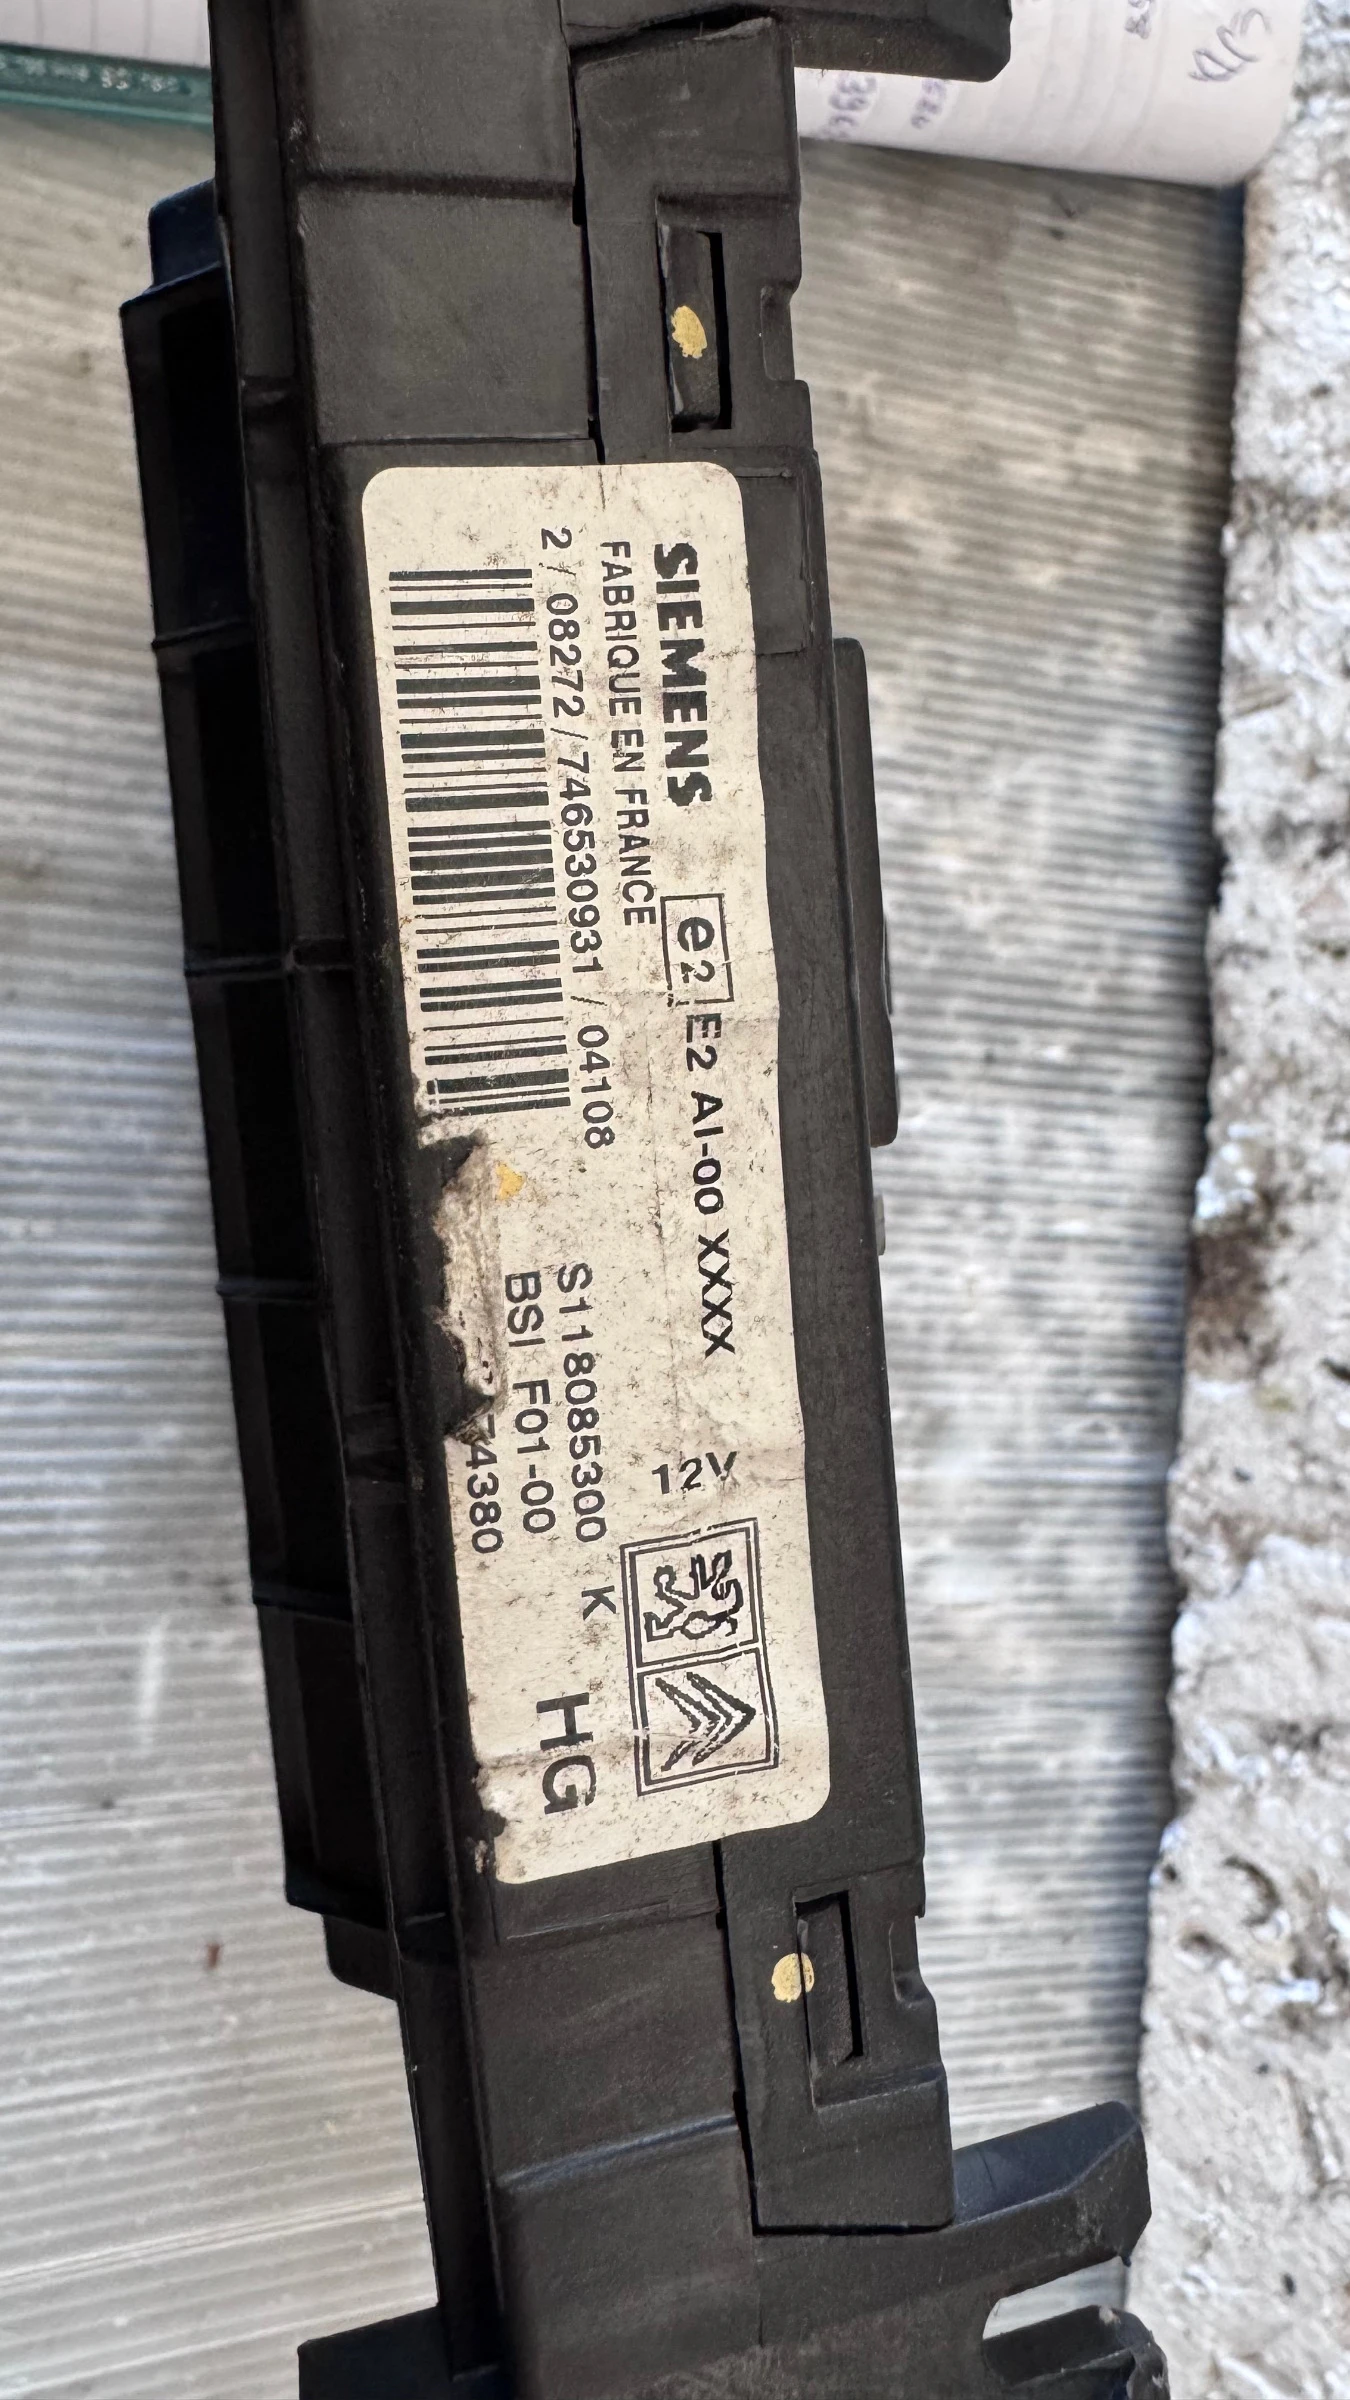 SIEMENS
e2 E2 AI-00 XXXX
12V
FABRIQUE EN FRANCE
2 / 08272 / 746530931 / 04108
S118085300 K
BSI F01-00
HG
74380